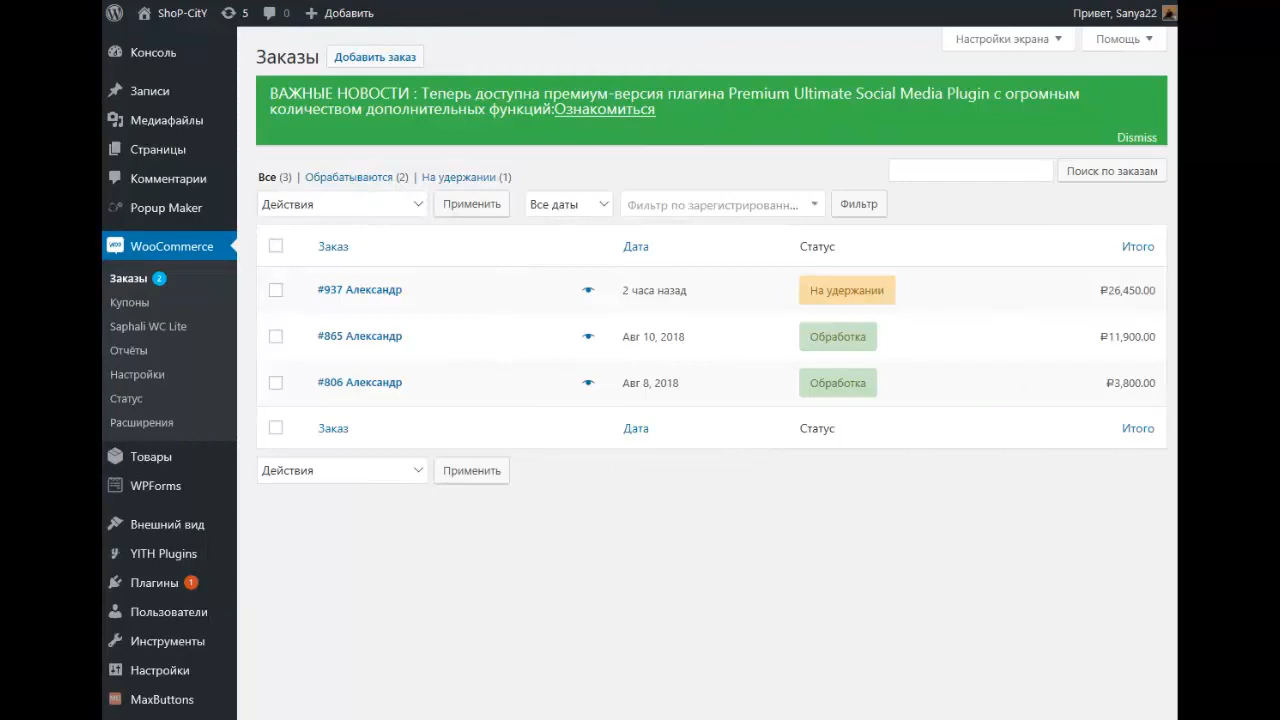 ShoP-CitY 5 0 Добавить Привет, Sanya22
Консоль
Записи
Медиафайлы
Страницы
Комментарии
Popup Maker
WooCommerce
Заказы 2
Купоны
Saphali WC Lite
Отчёты
Настройки
Статус
Расширения
Товары
WPForms
Внешний вид
YITH Plugins
Плагины 1
Пользователи
Инструменты
Настройки
MaxButtons
Настройки экрана Помощь
Заказы Добавить заказ
ВАЖНЫЕ НОВОСТИ : Теперь доступна премиум-версия плагина Premium Ultimate Social Media Plugin с огромным
количеством дополнительных функций:Ознакомиться
Dismiss
Все (3) | Обрабатываются (2) | На удержании (1)
Поиск по заказам
Действия Применить Все даты Фильтр по зарегистрированн... Фильтр
Заказ Дата Статус Итого
#937 Александр 2 часа назад На удержании ₽26,450.00
#865 Александр Авг 10, 2018 Обработка ₽11,900.00
#806 Александр Авг 8, 2018 Обработка ₽3,800.00
Заказ Дата Статус Итого
Действия Применить